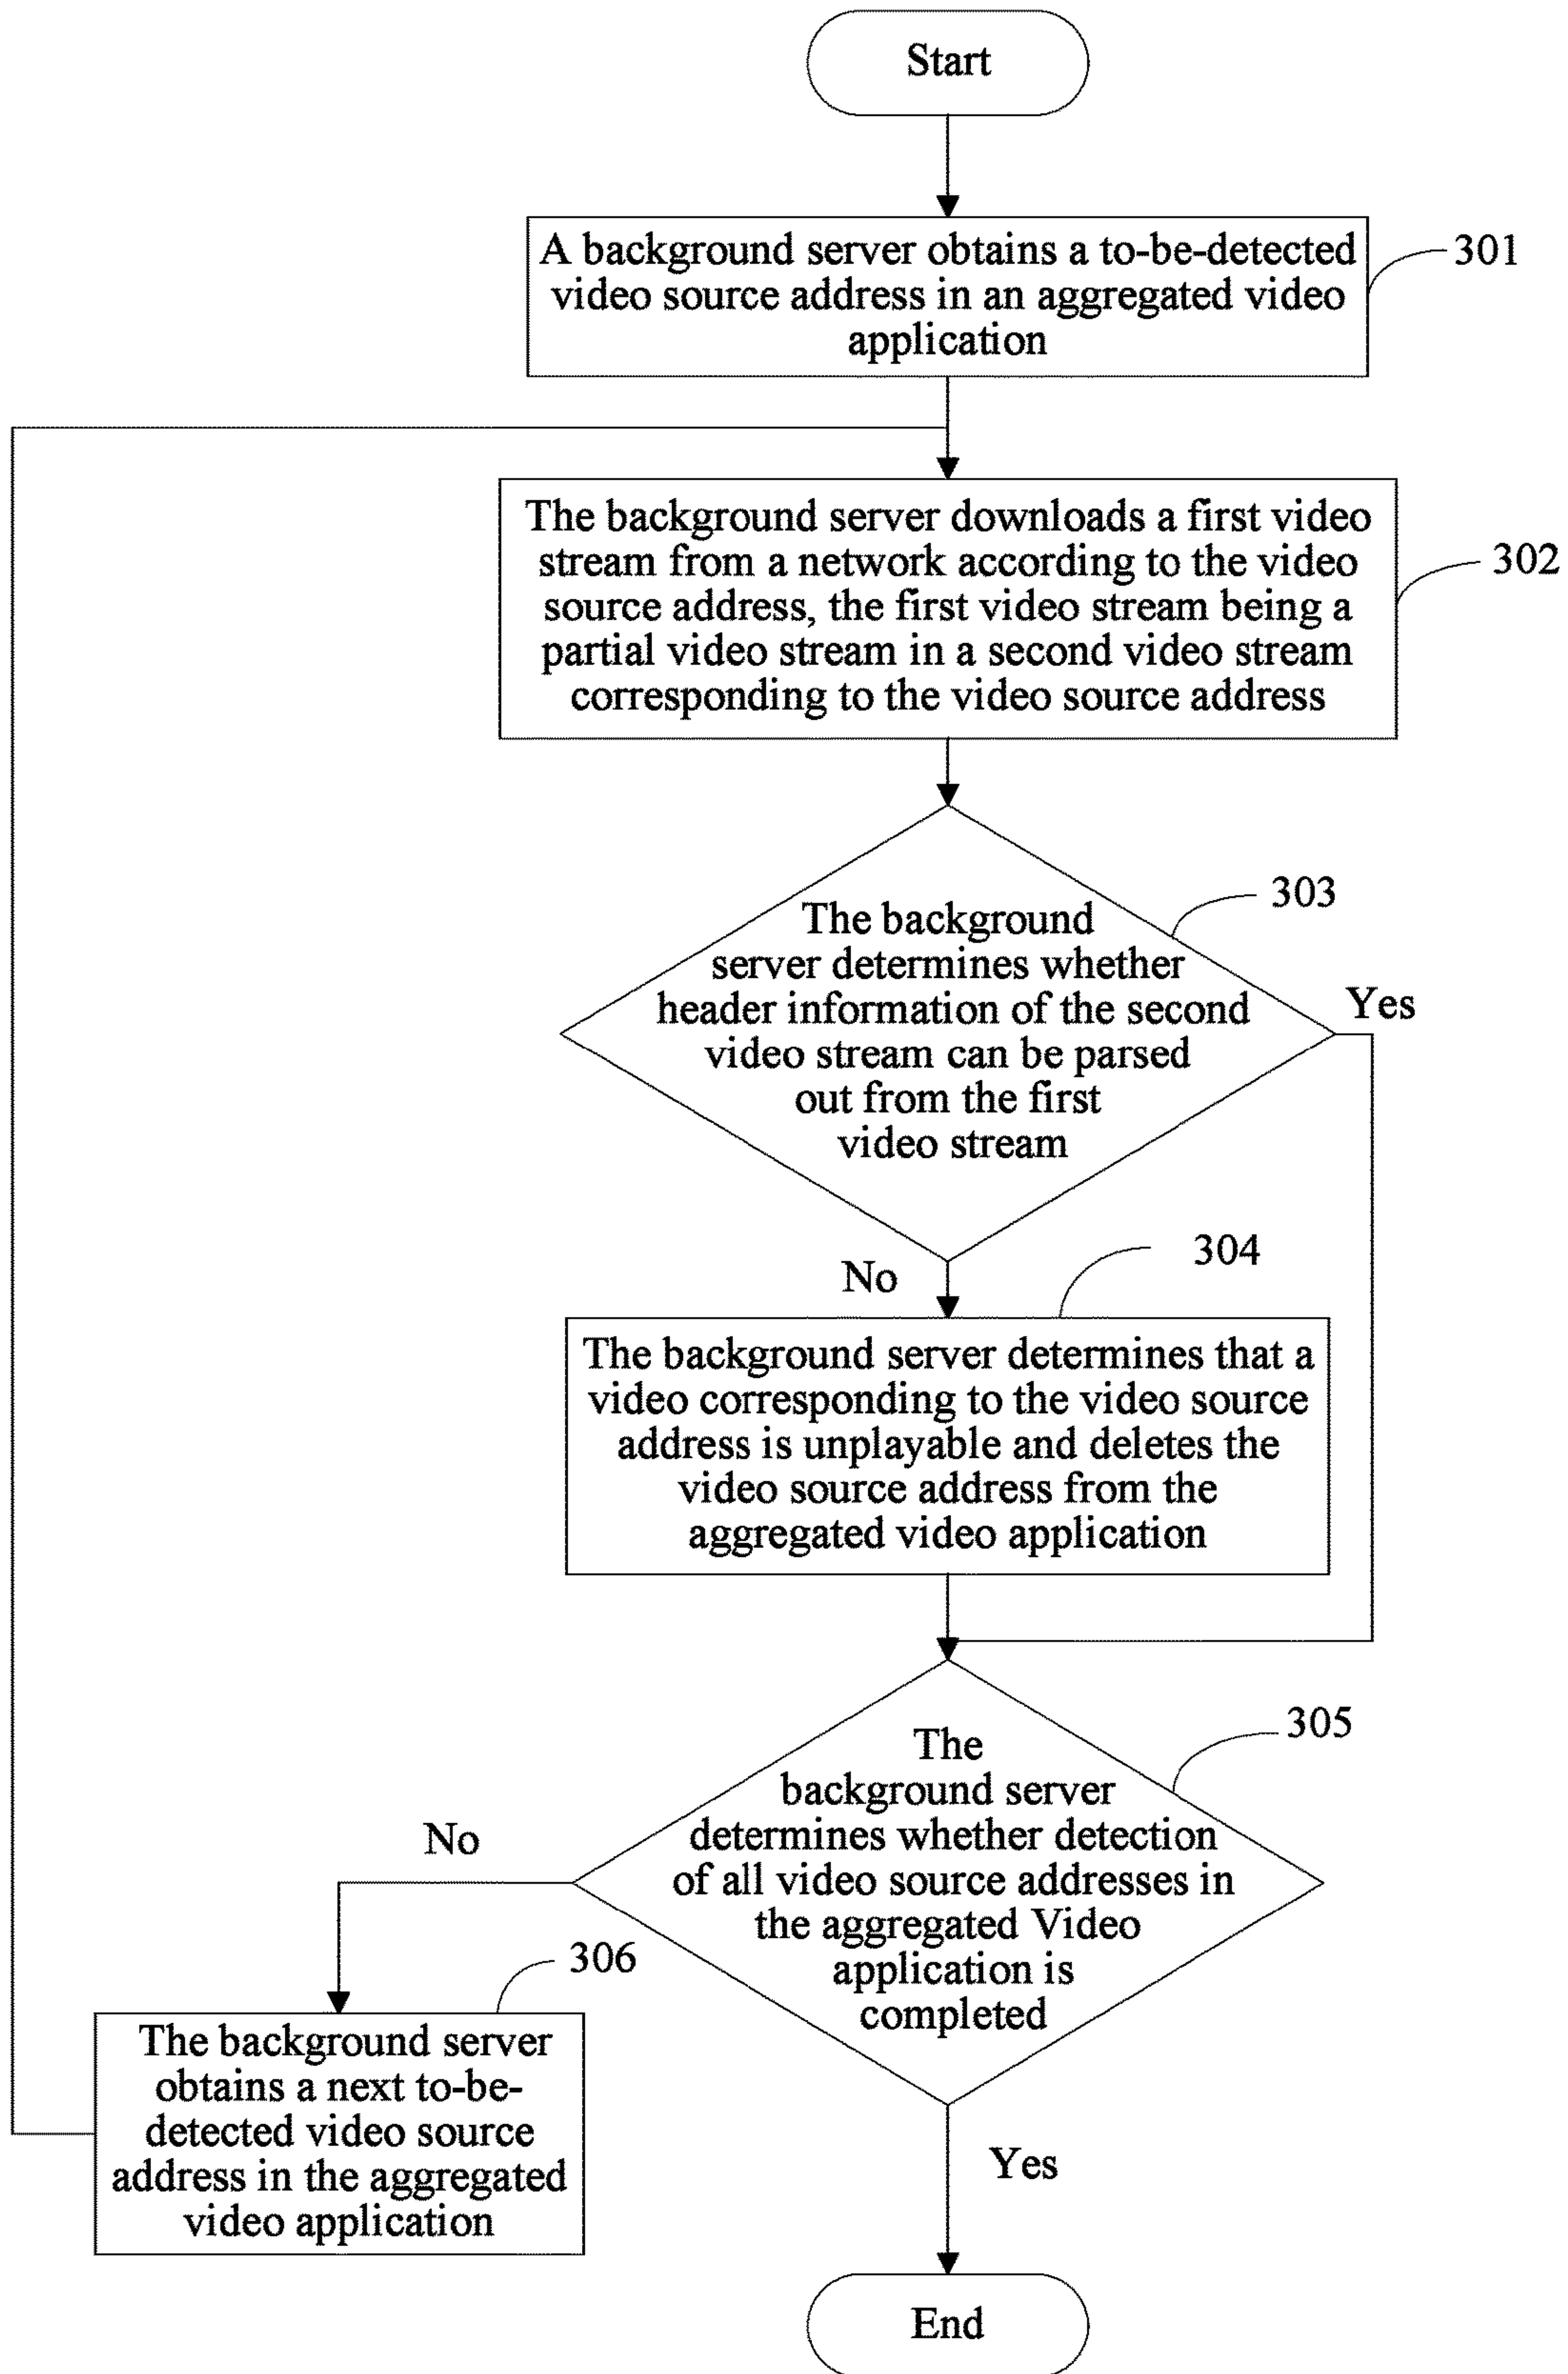 Start
A background server obtains a to-be-detected
video source address in an aggregated video
application
301
The background server downloads a first video
stream from a network according to the video
source address, the first video stream being a
partial video stream in a second video stream
corresponding to the video source address
302
The background
server determines whether
header information of the second
video stream can be parsed
out from the first
video stream
303
Yes
No
304
The background server determines that a
video corresponding to the video source
address is unplayable and deletes the
video source address from the
aggregated video application
The
background server
determines whether detection
of all video source addresses in
the aggregated Video
application is
completed
305
No
306
The background server
obtains a next to-be-
detected video source
address in the aggregated
video application
Yes
End